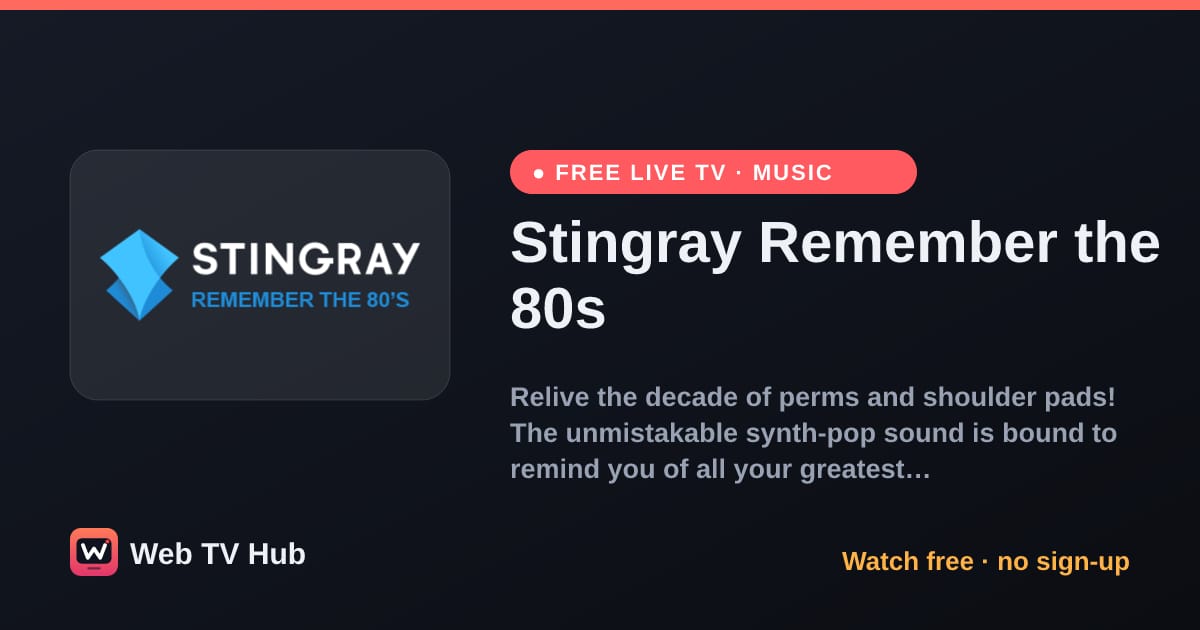 STINGRAY
REMEMBER THE 80'S
• FREE LIVE TV · MUSIC
Stingray Remember the
80s
Relive the decade of perms and shoulder pads!
The unmistakable synth-pop sound is bound to
remind you of all your greatest…
W
Web TV Hub
Watch free · no sign-up